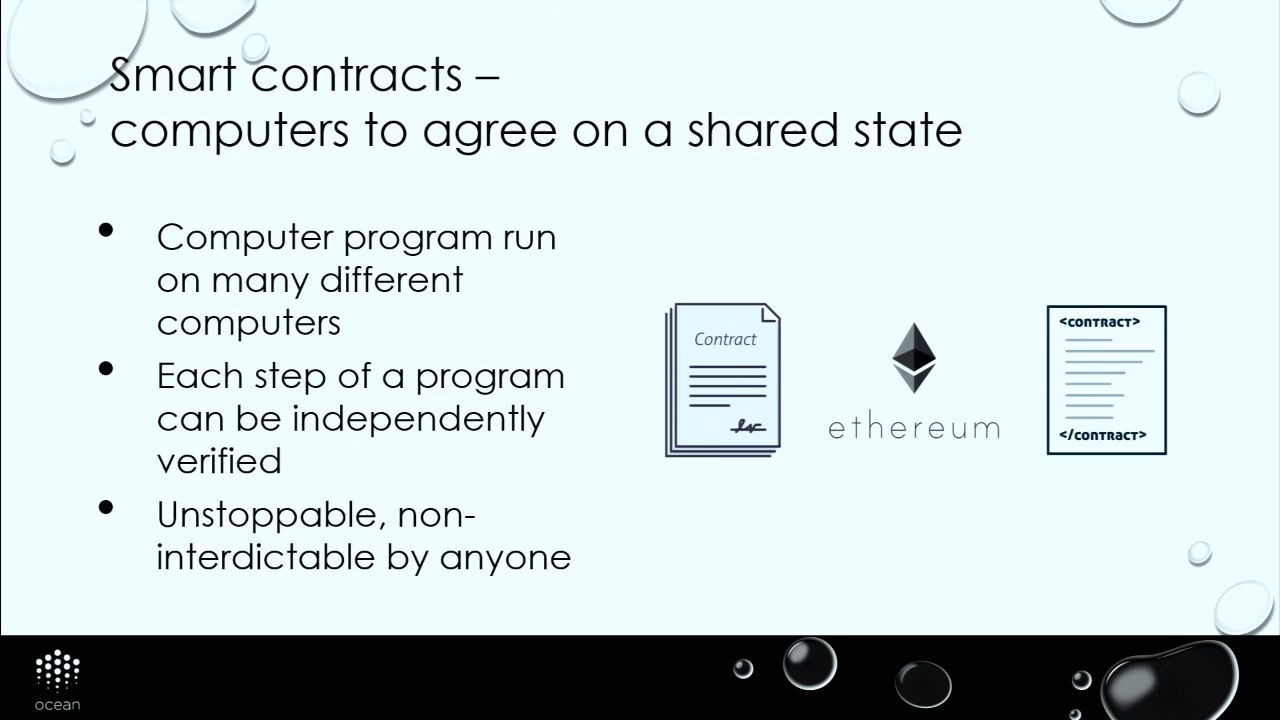 Smart contracts –
computers to agree on a shared state
• Computer program run
on many different
computers
• Each step of a program
can be independently
verified
• Unstoppable, non-
interdictable by anyone
Contract
ethereum
<contract>
</contract>
ocean